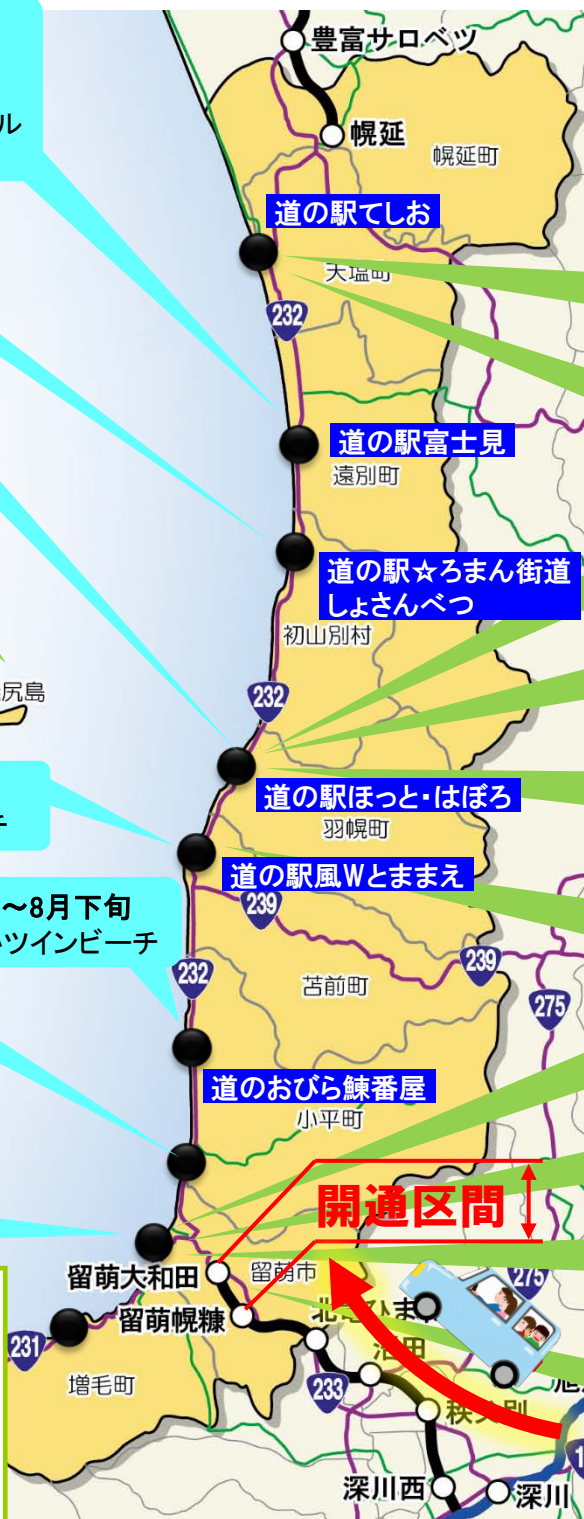 豊富サロベツ
ル
幌延
幌延町
道の駅てしお
天塩町
232
道の駅富士見
遠別町
道の駅☆ろまん街道
しょさんべつ
初山別村
尻島
232
道の駅ほっと・はぼろ
羽幌町
道の駅風Wとままえ
～8月下旬
ツインビーチ
239
239
232
苫前町
275
道のおびら鰊番屋
小平町
開通区間
留萌大和田
留萌市
275
留萌幌糠
北竜ひま
沼田
231
増毛町
233
秩父別
深川西
深川